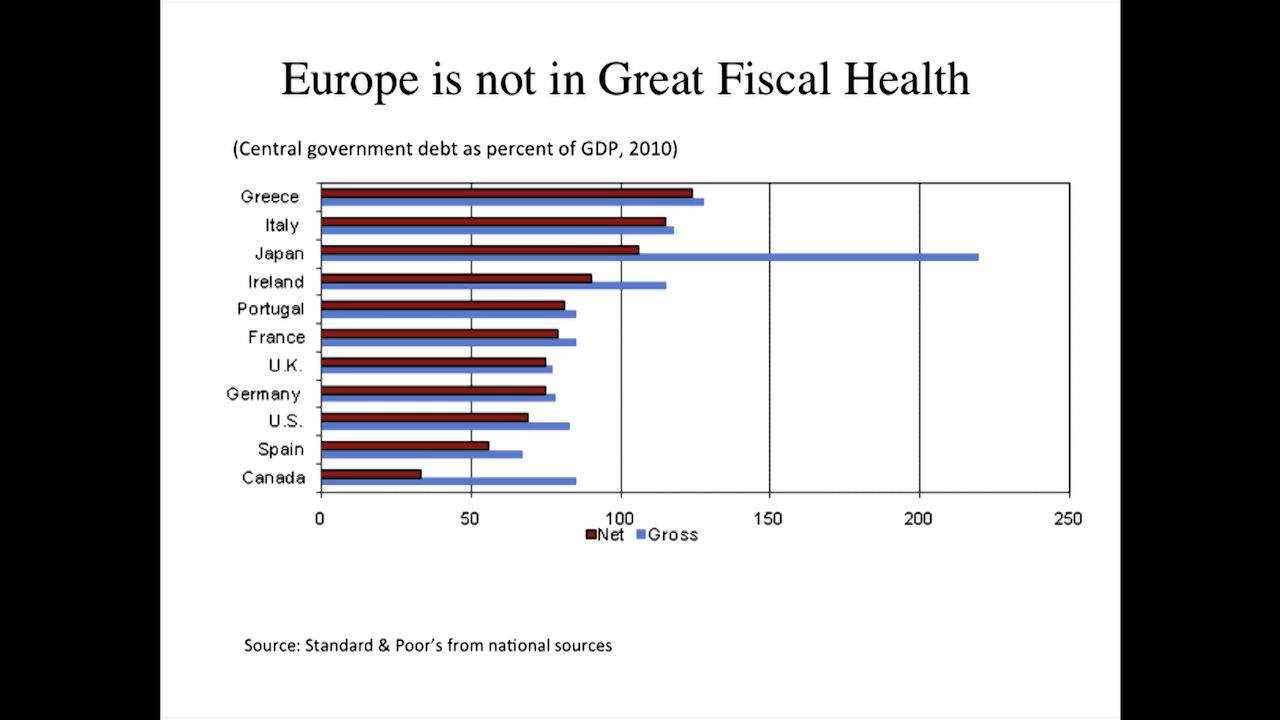 Europe is not in Great Fiscal Health
(Central government debt as percent of GDP, 2010)
Greece
Italy
Japan
Ireland
Portugal
France
U.K.
Germany
U.S.
Spain
Canada
0 50 100 150 200 250
Net Gross
Source: Standard & Poor's from national sources